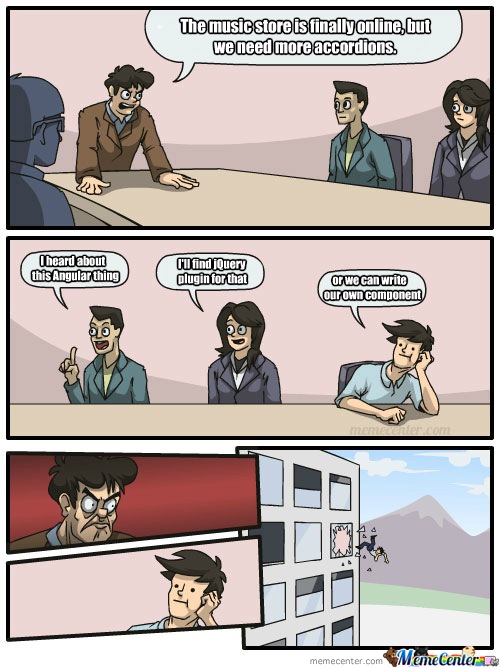 The music store is finally online, but
we need more accordions.
I heard about
this Angular thing
I'll find jQuery
plugin for that
or we can write
our own component
memecenter.com
memecenter.com MemeCenter